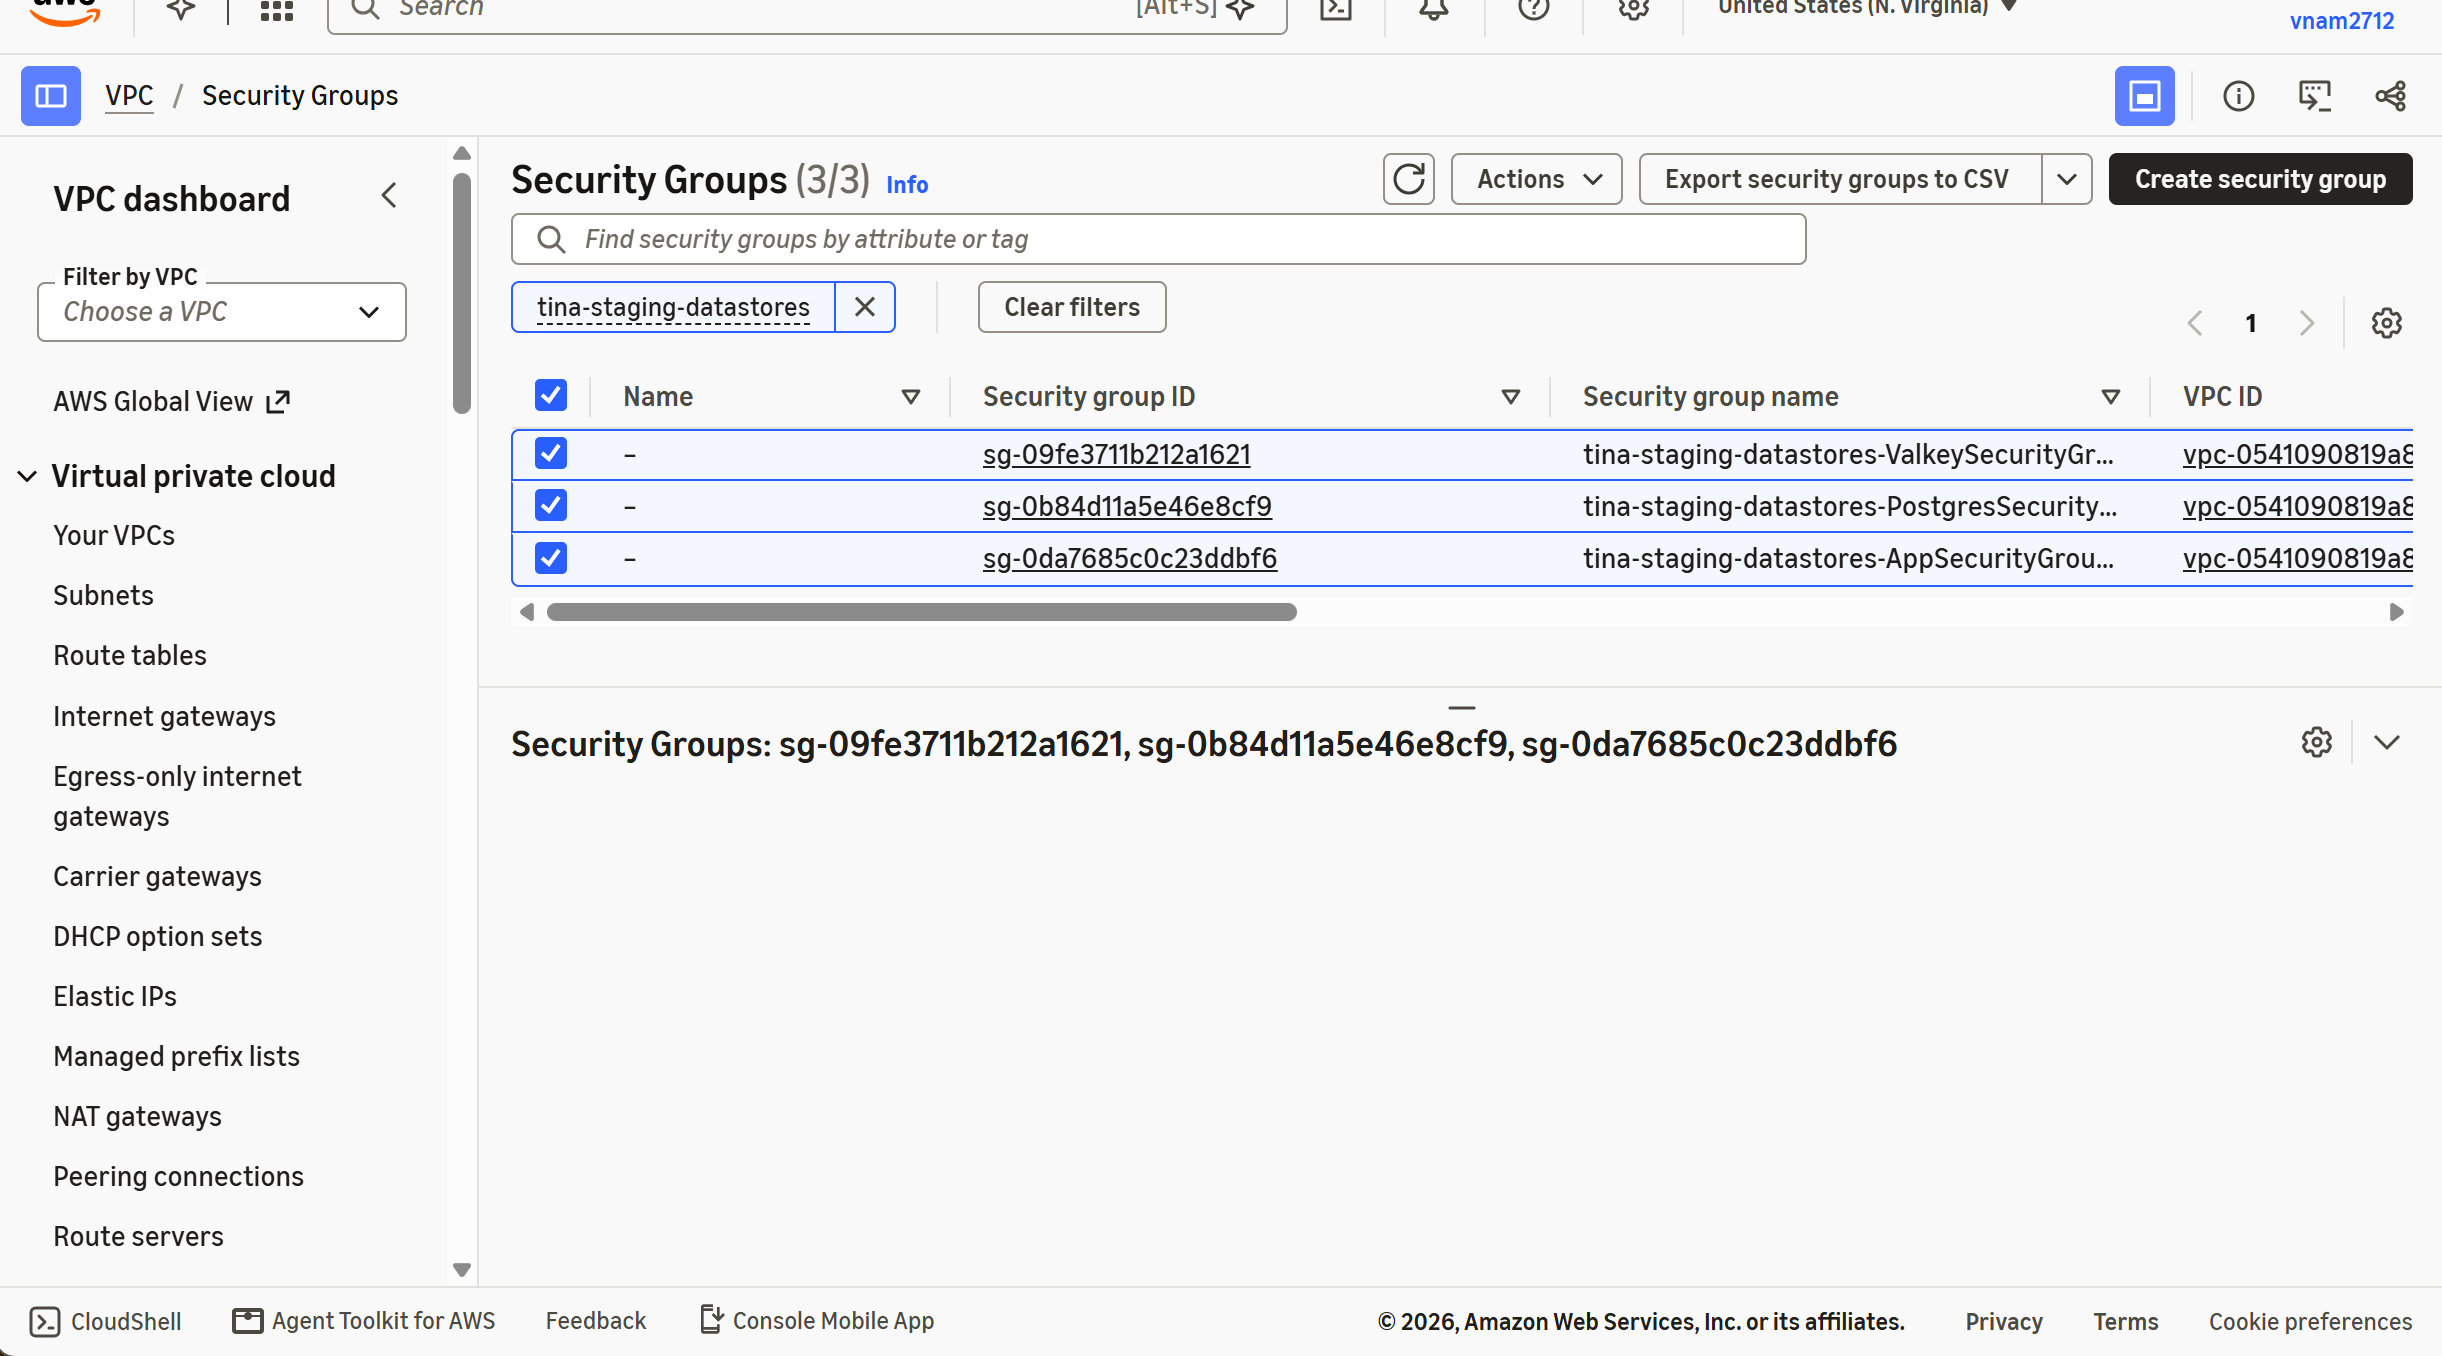 aws
Search
[Alt+S]
United States (N. Virginia)
vnam2712
VPC / Security Groups
VPC dashboard
Filter by VPC
Choose a VPC
AWS Global View
Virtual private cloud
Your VPCs
Subnets
Route tables
Internet gateways
Egress-only internet
gateways
Carrier gateways
DHCP option sets
Elastic IPs
Managed prefix lists
NAT gateways
Peering connections
Route servers
Security Groups (3/3) Info
Actions
Export security groups to CSV
Create security group
Find security groups by attribute or tag
tina-staging-datastores
Clear filters
1
Name Security group ID Security group name VPC ID
– sg-09fe3711b212a1621 tina-staging-datastores-ValkeySecurityGr... vpc-0541090819a8
– sg-0b84d11a5e46e8cf9 tina-staging-datastores-PostgresSecurity... vpc-0541090819a8
– sg-0da7685c0c23ddbf6 tina-staging-datastores-AppSecurityGrou... vpc-0541090819a8
Security Groups: sg-09fe3711b212a1621, sg-0b84d11a5e46e8cf9, sg-0da7685c0c23ddbf6
CloudShell
Agent Toolkit for AWS
Feedback
Console Mobile App
© 2026, Amazon Web Services, Inc. or its affiliates.
Privacy
Terms
Cookie preferences